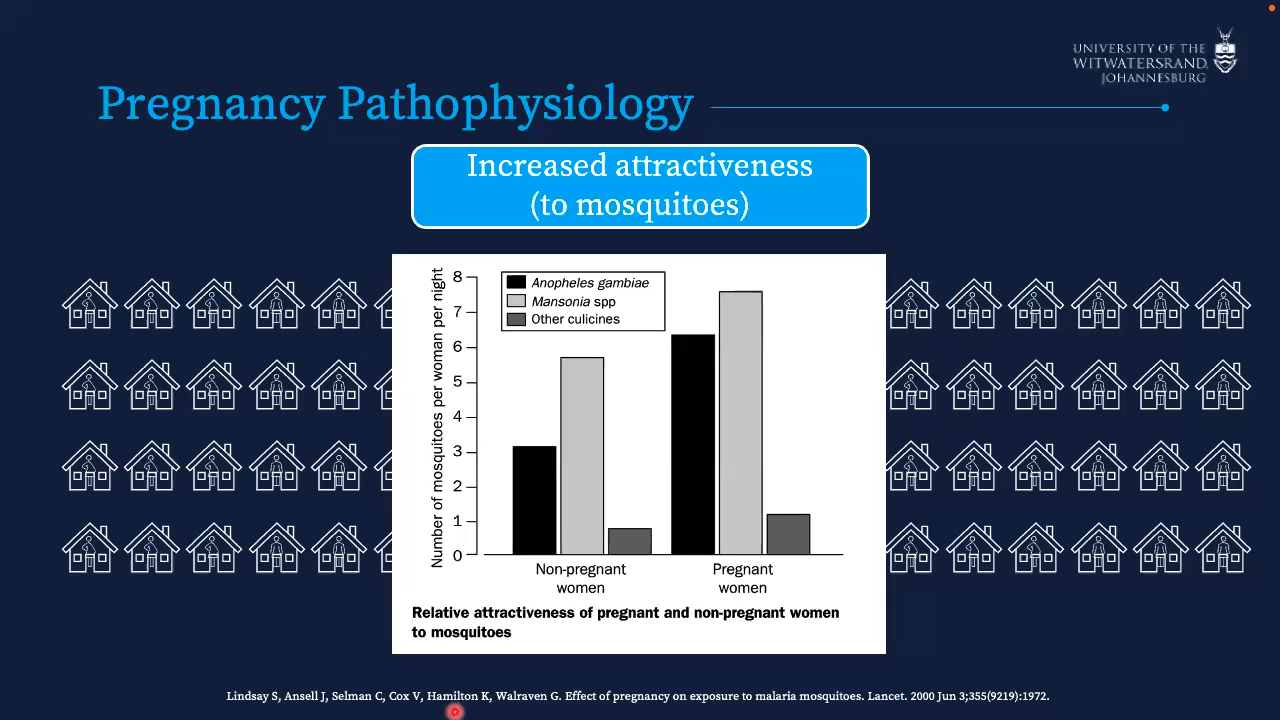 UNIVERSITY OF THE
WITWATERSRAND,
JOHANNESBURG
Pregnancy Pathophysiology
Increased attractiveness
(to mosquitoes)
Number of mosquitoes per woman per night
8
7
6
5
4
3
2
1
0
Anopheles gambiae
Mansonia spp
Other culicines
Non-pregnant
women
Pregnant
women
Relative attractiveness of pregnant and non-pregnant women
to mosquitoes
Lindsay S, Ansell J, Selman C, Cox V, Hamilton K, Walraven G. Effect of pregnancy on exposure to malaria mosquitoes. Lancet. 2000 Jun 3;355(9219):1972.